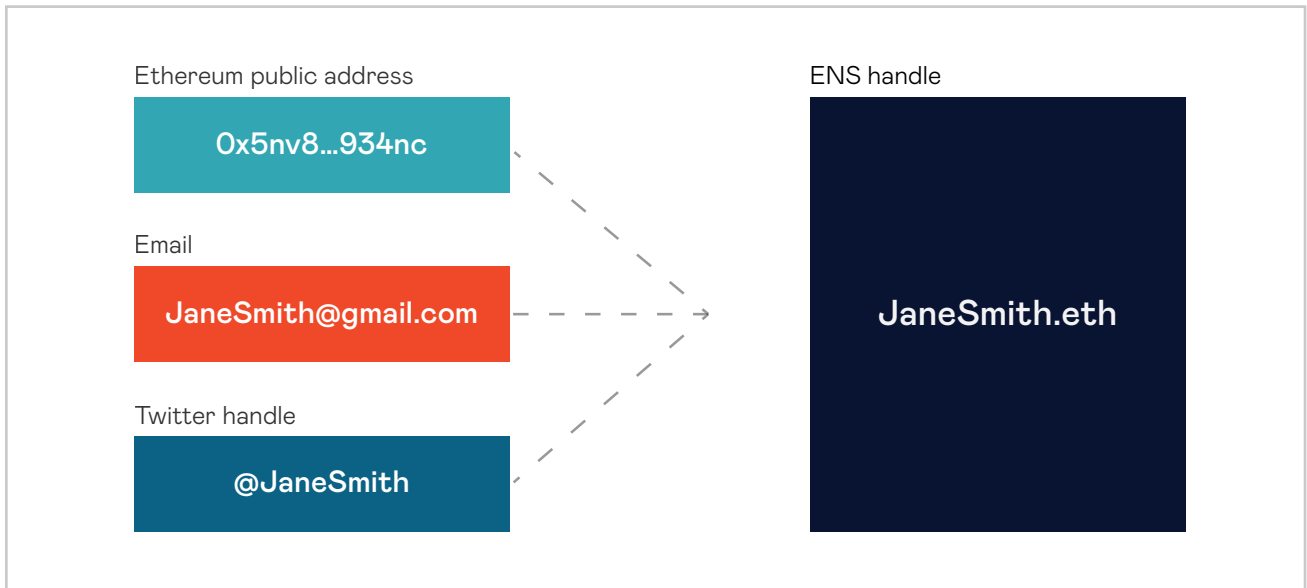 Ethereum public address
0x5nv8...934nc
Email
JaneSmith@gmail.com
Twitter handle
@JaneSmith
ENS handle
JaneSmith.eth